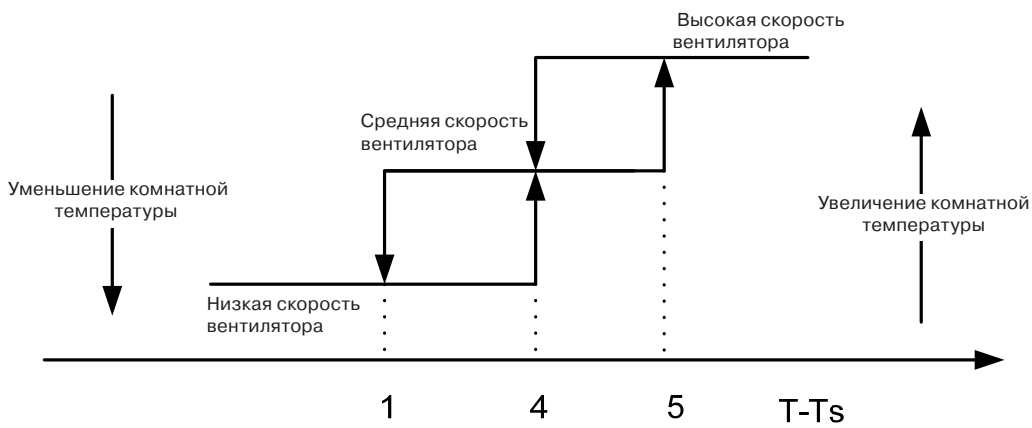 Высокая скорость
вентилятора
Средняя скорость
вентилятора
Уменьшение комнатной
температуры
Увеличение комнатной
температуры
Низкая скорость
вентилятора
1 4 5 T-Ts